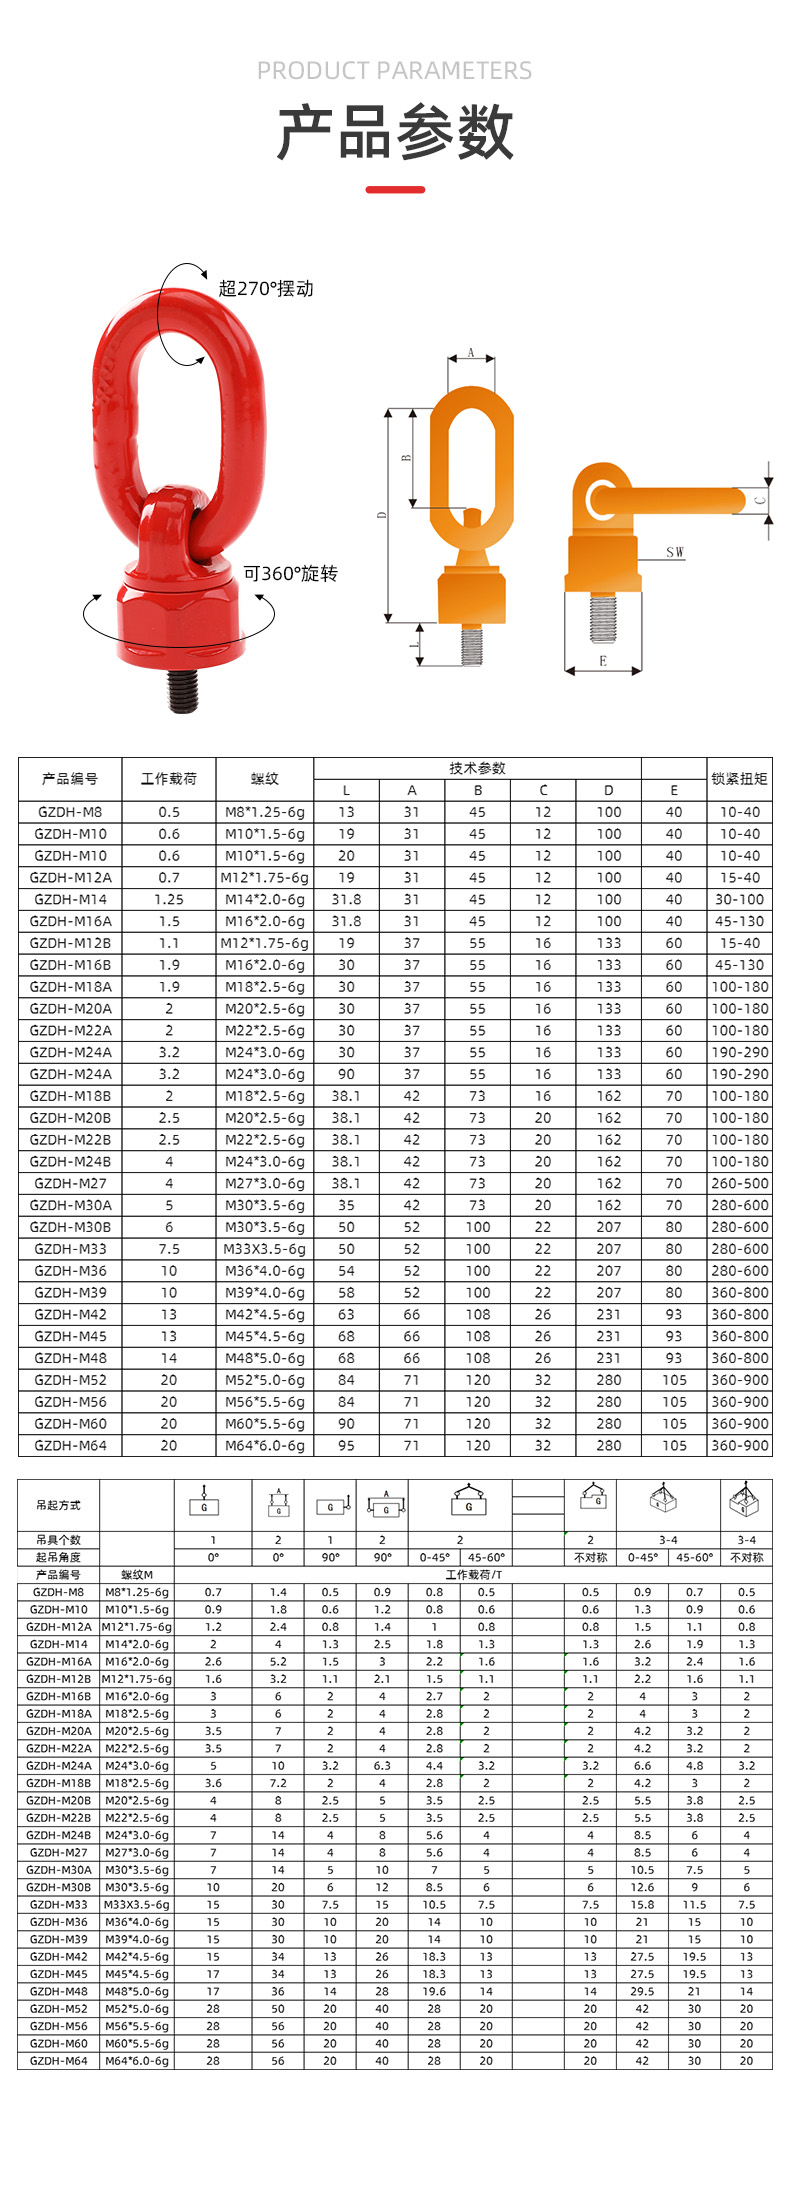 PRODUCT PARAMETERS
产品参数
超270°摆动
可360°旋转
A
B
D
L
C
SW
E
产品编号 工作载荷 螺纹 技术参数 锁紧扭矩
L A B C D E
GZDH-M8 0.5 M8*1.25-6g 13 31 45 12 100 40 10-40
GZDH-M10 0.6 M10*1.5-6g 19 31 45 12 100 40 10-40
GZDH-M10 0.6 M10*1.5-6g 20 31 45 12 100 40 10-40
GZDH-M12A 0.7 M12*1.75-6g 19 31 45 12 100 40 15-40
GZDH-M14 1.25 M14*2.0-6g 31.8 31 45 12 100 40 30-100
GZDH-M16A 1.5 M16*2.0-6g 31.8 31 45 12 100 40 45-130
GZDH-M12B 1.1 M12*1.75-6g 19 37 55 16 133 60 15-40
GZDH-M16B 1.9 M16*2.0-6g 30 37 55 16 133 60 45-130
GZDH-M18A 1.9 M18*2.5-6g 30 37 55 16 133 60 100-180
GZDH-M20A 2 M20*2.5-6g 30 37 55 16 133 60 100-180
GZDH-M22A 2 M22*2.5-6g 30 37 55 16 133 60 100-180
GZDH-M24A 3.2 M24*3.0-6g 30 37 55 16 133 60 190-290
GZDH-M24A 3.2 M24*3.0-6g 90 37 55 16 133 60 190-290
GZDH-M18B 2 M18*2.5-6g 38.1 42 73 16 162 70 100-180
GZDH-M20B 2.5 M20*2.5-6g 38.1 42 73 20 162 70 100-180
GZDH-M22B 2.5 M22*2.5-6g 38.1 42 73 20 162 70 100-180
GZDH-M24B 4 M24*3.0-6g 38.1 42 73 20 162 70 100-180
GZDH-M27 4 M27*3.0-6g 38.1 42 73 20 162 70 260-500
GZDH-M30A 5 M30*3.5-6g 35 42 73 20 162 70 280-600
GZDH-M30B 6 M30*3.5-6g 50 52 100 22 207 80 280-600
GZDH-M33 7.5 M33X3.5-6g 50 52 100 22 207 80 280-600
GZDH-M36 10 M36*4.0-6g 54 52 100 22 207 80 280-600
GZDH-M39 10 M39*4.0-6g 58 52 100 22 207 80 360-800
GZDH-M42 13 M42*4.5-6g 63 66 108 26 231 93 360-800
GZDH-M45 13 M45*4.5-6g 68 66 108 26 231 93 360-800
GZDH-M48 14 M48*5.0-6g 68 66 108 26 231 93 360-800
GZDH-M52 20 M52*5.0-6g 84 71 120 32 280 105 360-900
GZDH-M56 20 M56*5.5-6g 84 71 120 32 280 105 360-900
GZDH-M60 20 M60*5.5-6g 90 71 120 32 280 105 360-900
GZDH-M64 20 M64*6.0-6g 95 71 120 32 280 105 360-900
吊起方式 G A G G A G G G G
吊具个数 1 2 1 2 2 2 3-4 3-4
起吊角度 0° 0° 90° 90° 0-45° 45-60° 不对称 0-45° 45-60° 不对称
产品编号 螺纹M 工作载荷/T
GZDH-M8 M8*1.25-6g 0.7 1.4 0.5 0.9 0.8 0.5 0.5 0.9 0.7 0.5
GZDH-M10 M10*1.5-6g 0.9 1.8 0.6 1.2 0.8 0.6 0.6 1.3 0.9 0.6
GZDH-M12A M12*1.75-6g 1.2 2.4 0.8 1.4 1 0.8 0.8 1.5 1.1 0.8
GZDH-M14 M14*2.0-6g 2 4 1.3 2.5 1.8 1.3 1.3 2.6 1.9 1.3
GZDH-M16A M16*2.0-6g 2.6 5.2 1.5 3 2.2 1.6 1.6 3.2 2.4 1.6
GZDH-M12B M12*1.75-6g 1.6 3.2 1.1 2.1 1.5 1.1 1.1 2.2 1.6 1.1
GZDH-M16B M16*2.0-6g 3 6 2 4 2.7 2 2 4 3 2
GZDH-M18A M18*2.5-6g 3 6 2 4 2.8 2 2 4 3 2
GZDH-M20A M20*2.5-6g 3.5 7 2 4 2.8 2 2 4.2 3.2 2
GZDH-M22A M22*2.5-6g 3.5 7 2 4 2.8 2 2 4.2 3.2 2
GZDH-M24A M24*3.0-6g 5 10 3.2 6.3 4.4 3.2 3.2 6.6 4.8 3.2
GZDH-M18B M18*2.5-6g 3.6 7.2 2 4 2.8 2 2 4.2 3 2
GZDH-M20B M20*2.5-6g 4 8 2.5 5 3.5 2.5 2.5 5.5 3.8 2.5
GZDH-M22B M22*2.5-6g 4 8 2.5 5 3.5 2.5 2.5 5.5 3.8 2.5
GZDH-M24B M24*3.0-6g 7 14 4 8 5.6 4 4 8.5 6 4
GZDH-M27 M27*3.0-6g 7 14 4 8 5.6 4 4 8.5 6 4
GZDH-M30A M30*3.5-6g 7 14 5 10 7 5 5 10.5 7.5 5
GZDH-M30B M30*3.5-6g 10 20 6 12 8.5 6 6 12.6 9 6
GZDH-M33 M33X3.5-6g 15 30 7.5 15 10.5 7.5 7.5 15.8 11.5 7.5
GZDH-M36 M36*4.0-6g 15 30 10 20 14 10 10 21 15 10
GZDH-M39 M39*4.0-6g 15 30 10 20 14 10 10 21 15 10
GZDH-M42 M42*4.5-6g 15 34 13 26 18.3 13 13 27.5 19.5 13
GZDH-M45 M45*4.5-6g 17 34 13 26 18.3 13 13 27.5 19.5 13
GZDH-M48 M48*5.0-6g 17 36 14 28 19.6 14 14 29.5 21 14
GZDH-M52 M52*5.0-6g 28 50 20 40 28 20 20 42 30 20
GZDH-M56 M56*5.5-6g 28 56 20 40 28 20 20 42 30 20
GZDH-M60 M60*5.5-6g 28 56 20 40 28 20 20 42 30 20
GZDH-M64 M64*6.0-6g 28 56 20 40 28 20 20 42 30 20